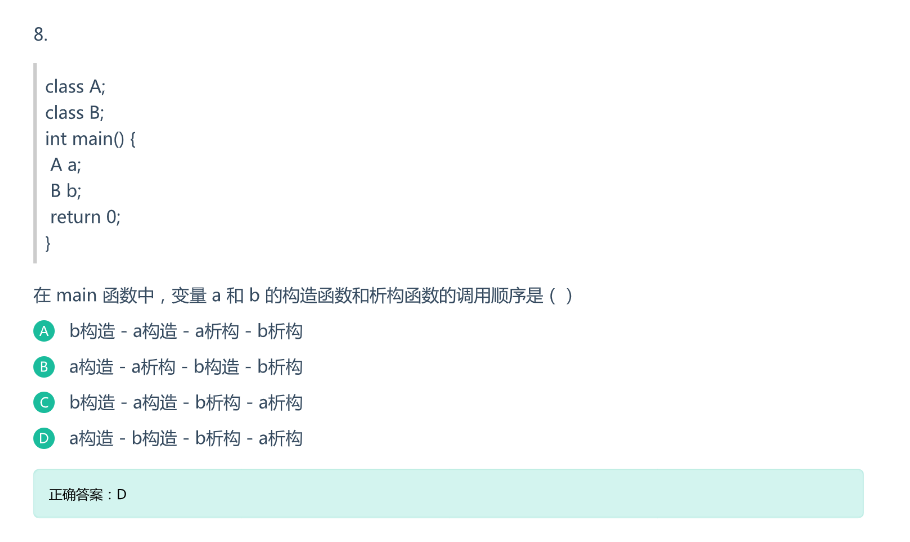 8.
class A;
class B;
int main() {
A a;
B b;
return 0;
}
在 main 函数中，变量 a 和 b 的构造函数和析构函数的调用顺序是 ( )
A b构造 - a构造 - a析构 - b析构
B a构造 - a析构 - b构造 - b析构
C b构造 - a构造 - b析构 - a析构
D a构造 - b构造 - b析构 - a析构
正确答案：D